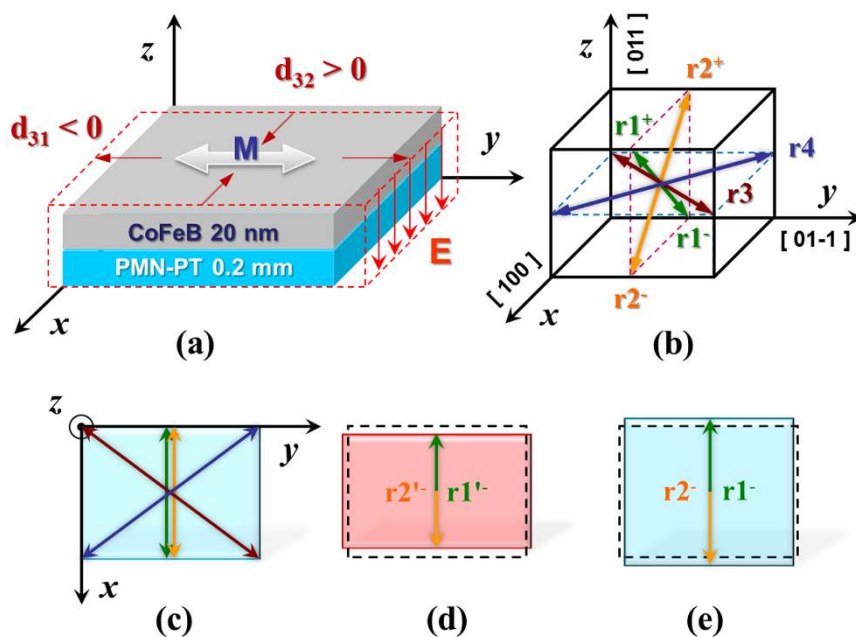 z
d31 < 0
d32 > 0
M
y
CoFeB 20 nm
PMN-PT 0.2 mm
E
x
(a)
z
[ 011 ]
r2+
r1+
r4
r3
r1-
y
[ 01-1 ]
[ 100 ]
x
r2-
(b)
z
y
x
(c)
r2'- r1'-
(d)
r2- r1-
(e)